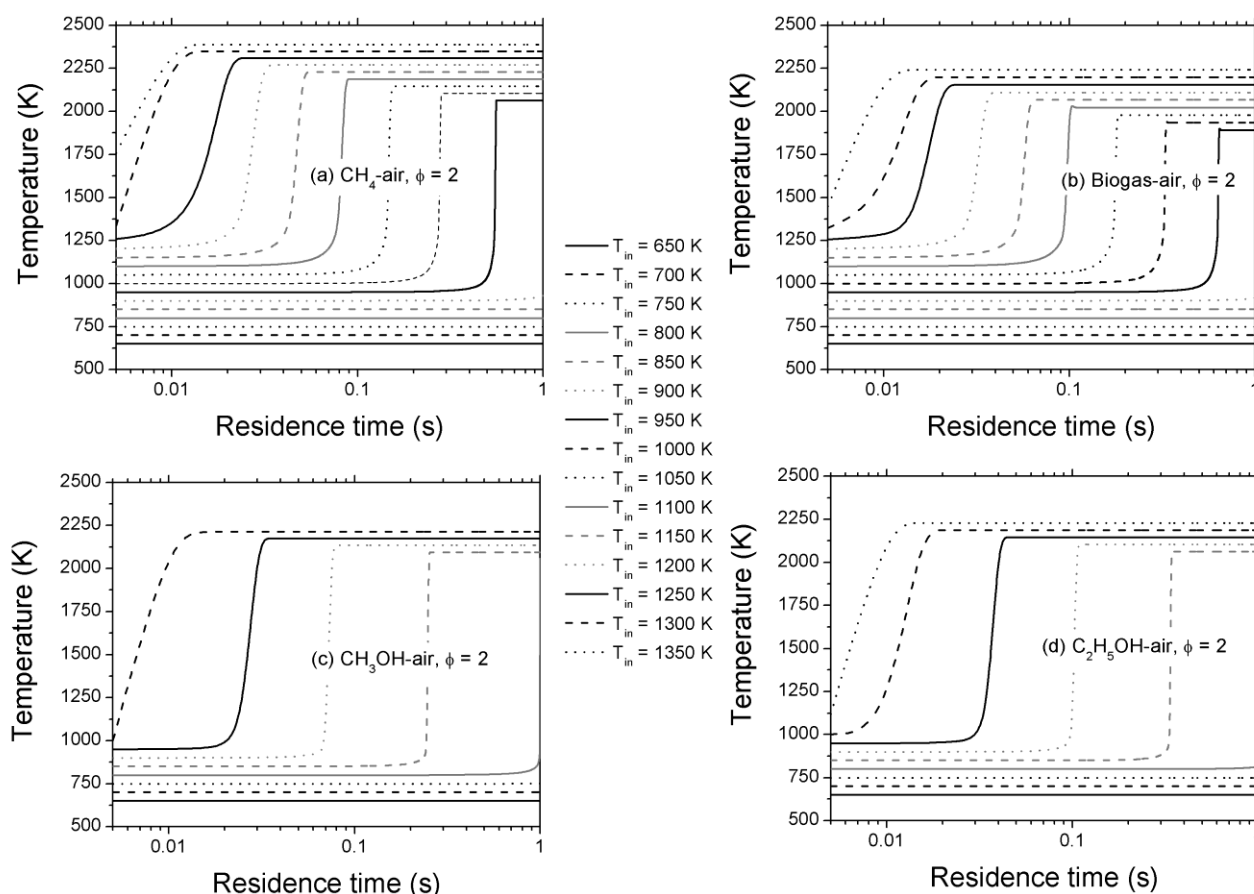 2500
2250
2000
1750
1500
1250
1000
750
500
Temperature (K)
(a) CH4-air, ϕ = 2
0.01
0.1
1
Residence time (s)
2500
2250
2000
1750
1500
1250
1000
750
500
Temperature (K)
(b) Biogas-air, ϕ = 2
0.01
0.1
1
Residence time (s)
Tin = 650 K
Tin = 700 K
Tin = 750 K
Tin = 800 K
Tin = 850 K
Tin = 900 K
Tin = 950 K
Tin = 1000 K
Tin = 1050 K
Tin = 1100 K
Tin = 1150 K
Tin = 1200 K
Tin = 1250 K
Tin = 1300 K
Tin = 1350 K
2500
2250
2000
1750
1500
1250
1000
750
500
Temperature (K)
(c) CH3OH-air, ϕ = 2
0.01
0.1
1
Residence time (s)
2500
2250
2000
1750
1500
1250
1000
750
500
Temperature (K)
(d) C2H5OH-air, ϕ = 2
0.01
0.1
Residence time (s)